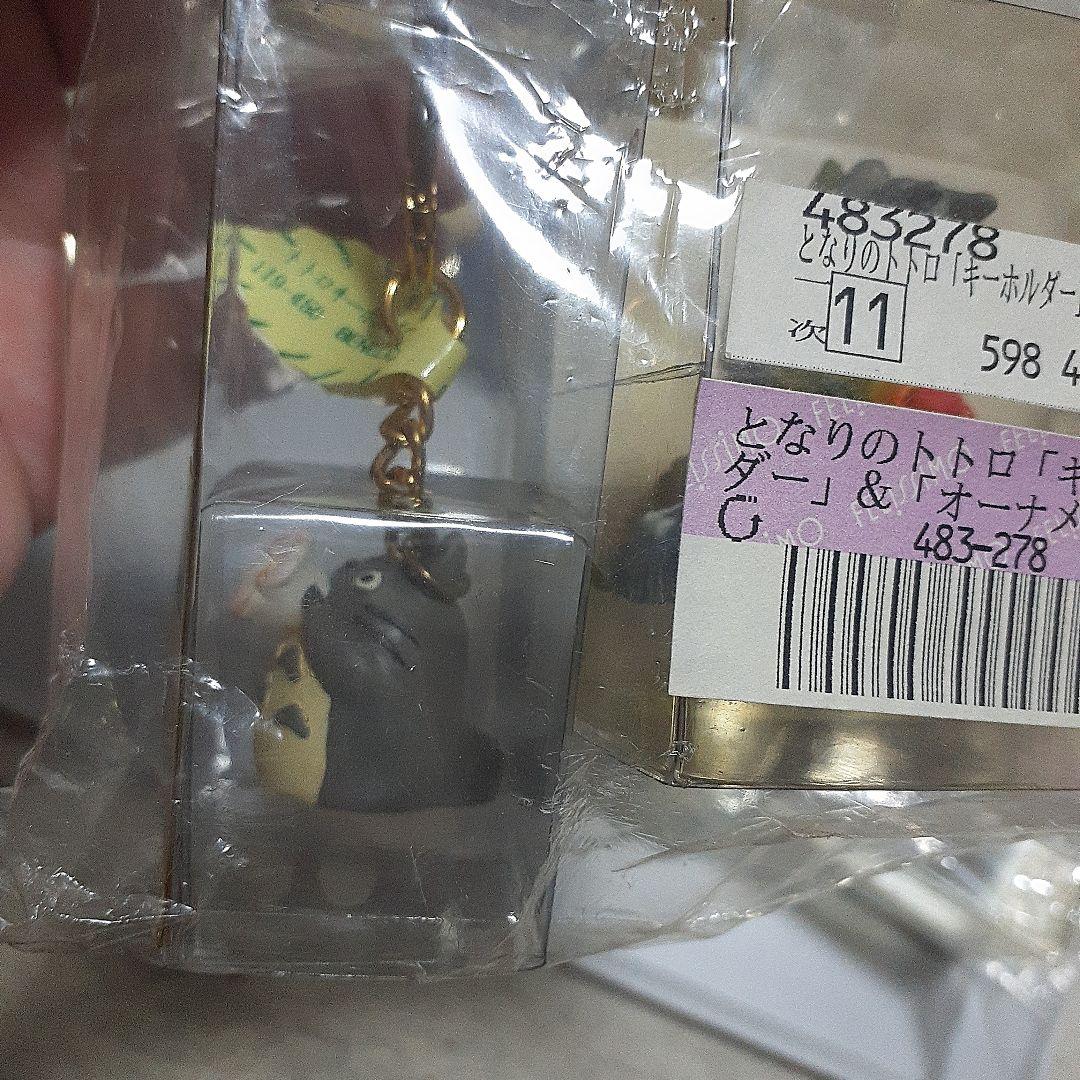 483278
となりのトトロ「キーホルダー」
次 11
598 4
FELISSIMO
となりのトトロ「キ
ダー」&「オーナメ
483-278